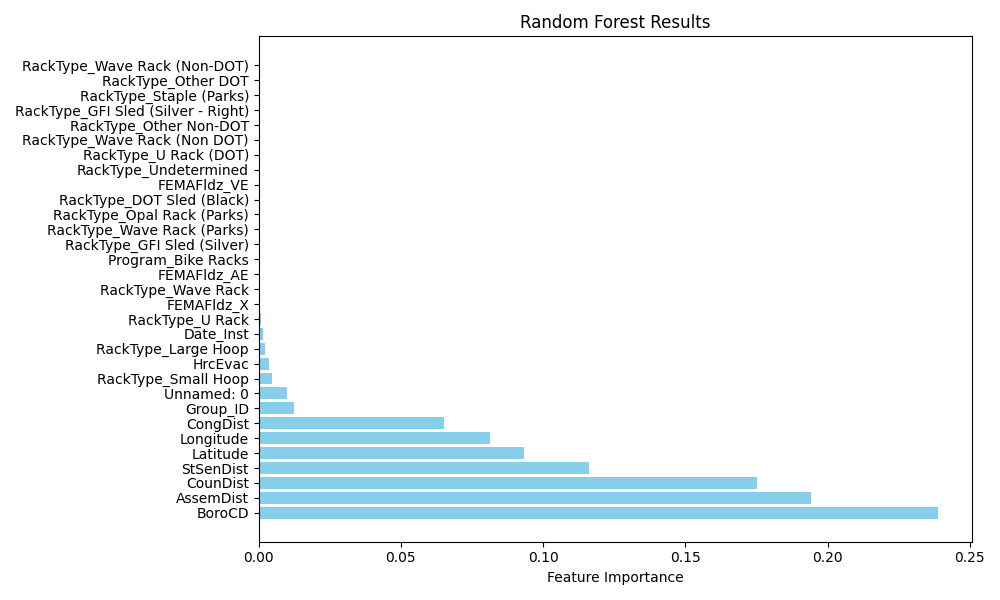 Random Forest Results
RackType_Wave Rack (Non-DOT)
RackType_Other DOT
RackType_Staple (Parks)
RackType_GFI Sled (Silver - Right)
RackType_Other Non-DOT
RackType_Wave Rack (Non DOT)
RackType_U Rack (DOT)
RackType_Undetermined
FEMAFldz_VE
RackType_DOT Sled (Black)
RackType_Opal Rack (Parks)
RackType_Wave Rack (Parks)
RackType_GFI Sled (Silver)
Program_Bike Racks
FEMAFldz_AE
RackType_Wave Rack
FEMAFldz_X
RackType_U Rack
Date_Inst
RackType_Large Hoop
HrcEvac
RackType_Small Hoop
Unnamed: 0
Group_ID
CongDist
Longitude
Latitude
StSenDist
CounDist
AssemDist
BoroCD
0.00 0.05 0.10 0.15 0.20 0.25
Feature Importance